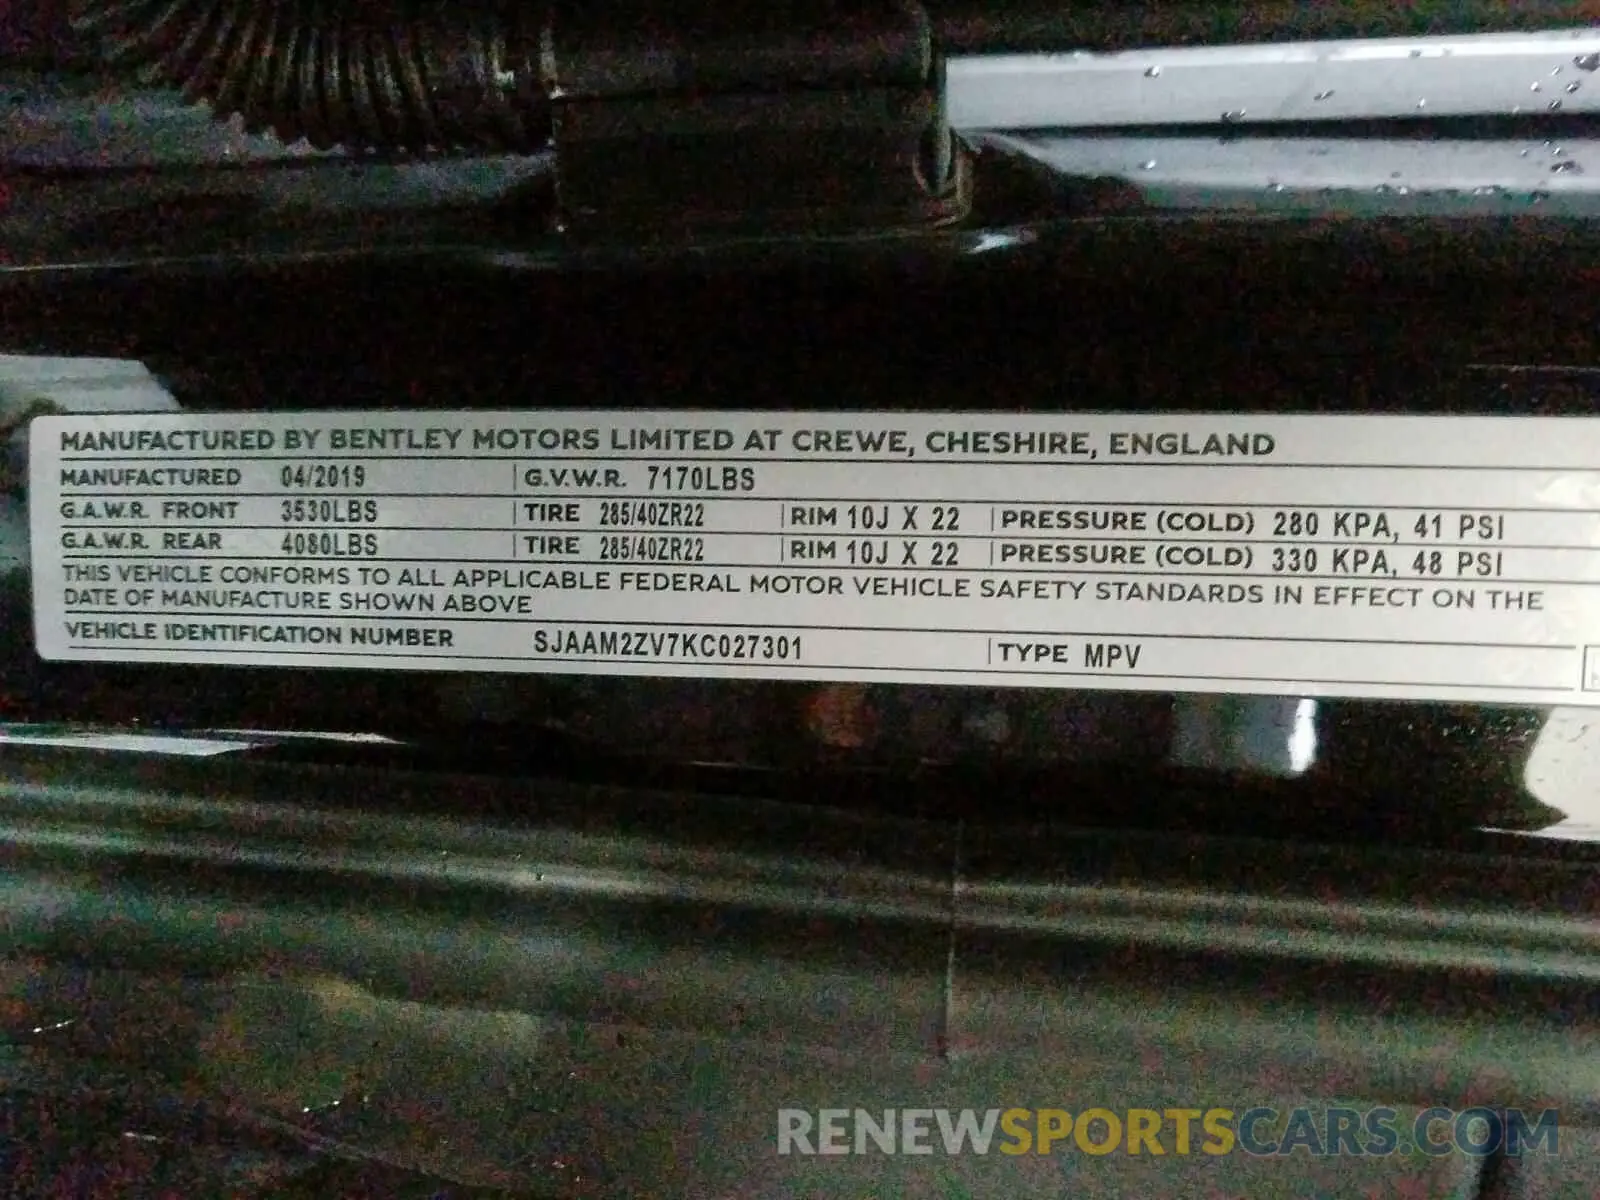 MANUFACTURED BY BENTLEY MOTORS LIMITED AT CREWE, CHESHIRE, ENGLAND
MANUFACTURED 04/2019 G.V.W.R. 7170LBS
G.A.W.R. FRONT 3530LBS TIRE 285/40ZR22 RIM 10J X 22 PRESSURE (COLD) 280 KPA, 41 PSI
G.A.W.R. REAR 4080LBS TIRE 285/40ZR22 RIM 10J X 22 PRESSURE (COLD) 330 KPA, 48 PSI
THIS VEHICLE CONFORMS TO ALL APPLICABLE FEDERAL MOTOR VEHICLE SAFETY STANDARDS IN EFFECT ON THE
DATE OF MANUFACTURE SHOWN ABOVE
VEHICLE IDENTIFICATION NUMBER SJAAM2ZV7KC027301 TYPE MPV
RENEWSPORTSCARS.COM